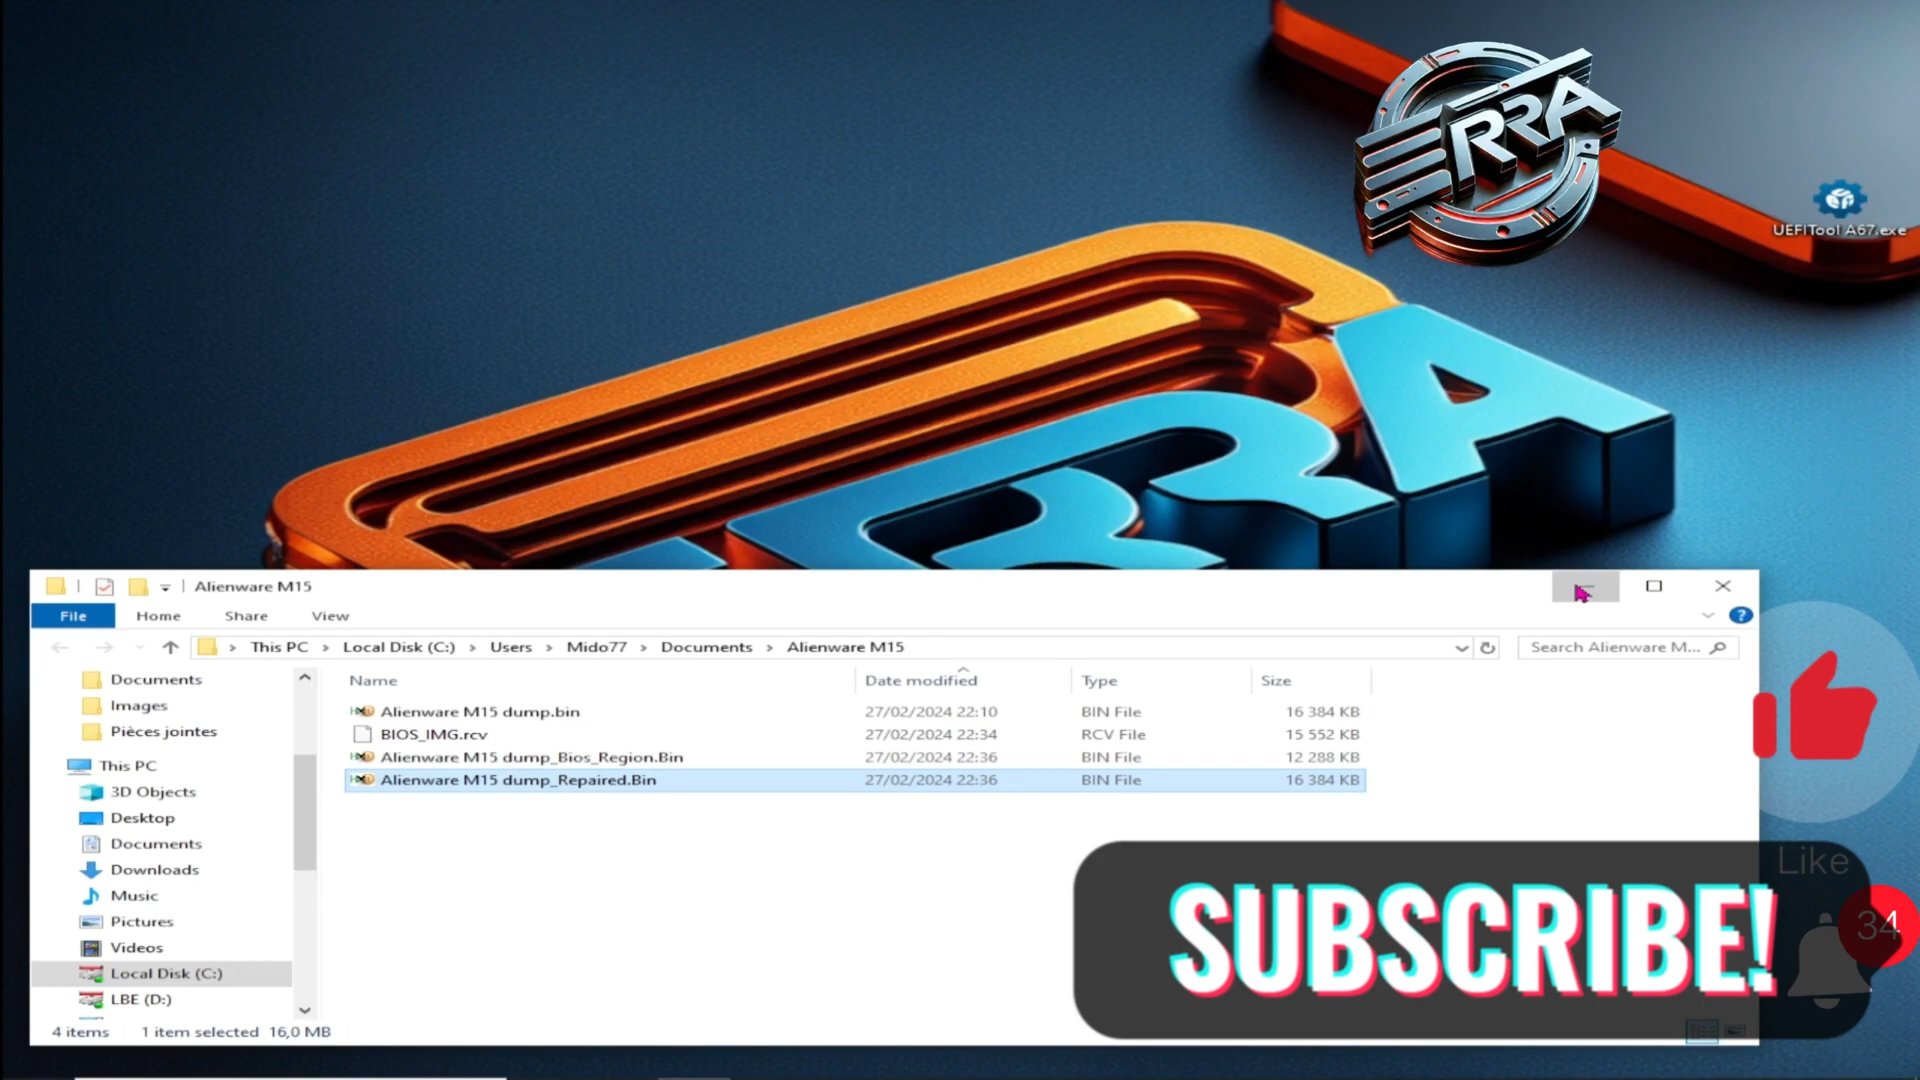 RRA
UEFITool A67.exe
RRA
Alienware M15
File Home Share View
This PC Local Disk (C:) Users Mido77 Documents Alienware M15
Search Alienware M...
Documents
Images
Pièces jointes
This PC
3D Objects
Desktop
Documents
Downloads
Music
Pictures
Videos
Local Disk (C:)
LBE (D:)
Name Date modified Type Size
Alienware M15 dump.bin 27/02/2024 22:10 BIN File 16 384 KB
BIOS_IMG.rcv 27/02/2024 22:34 RCV File 15 552 KB
Alienware M15 dump_Bios_Region.Bin 27/02/2024 22:36 BIN File 12 288 KB
Alienware M15 dump_Repaired.Bin 27/02/2024 22:36 BIN File 16 384 KB
Like
SUBSCRIBE!
34
4 items 1 item selected 16,0 MB